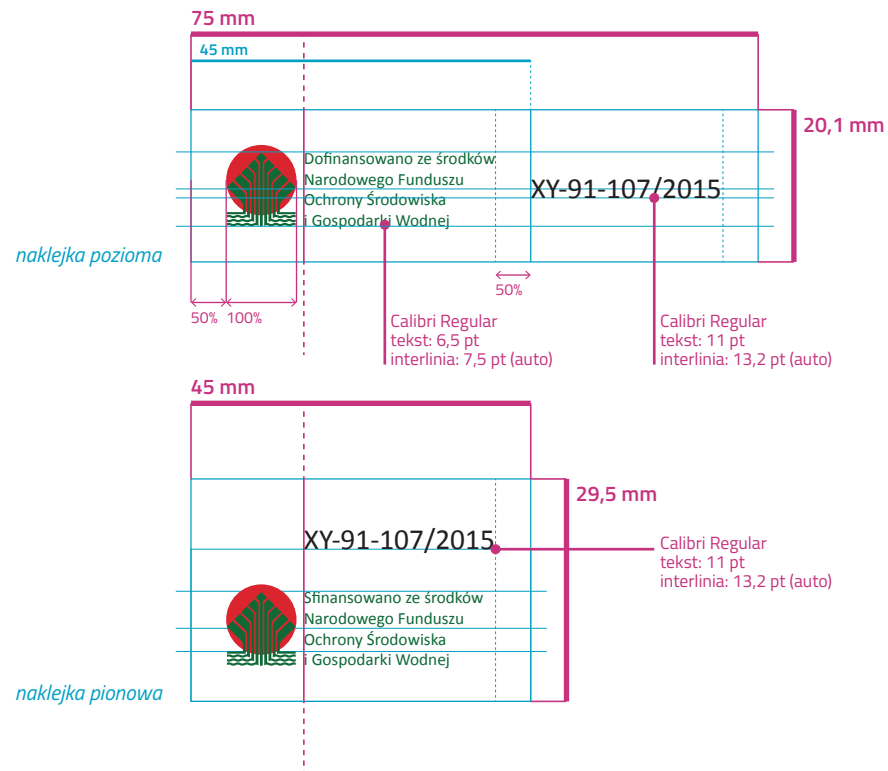 75 mm
45 mm
20,1 mm
Dofinansowano ze środków
Narodowego Funduszu
Ochrony Środowiska
i Gospodarki Wodnej
XY-91-107/2015
naklejka pozioma
50% 100%
50%
Calibri Regular
tekst: 6,5 pt
interlinia: 7,5 pt (auto)
Calibri Regular
tekst: 11 pt
interlinia: 13,2 pt (auto)
45 mm
29,5 mm
XY-91-107/2015
Calibri Regular
tekst: 11 pt
interlinia: 13,2 pt (auto)
Sfinansowano ze środków
Narodowego Funduszu
Ochrony Środowiska
i Gospodarki Wodnej
naklejka pionowa